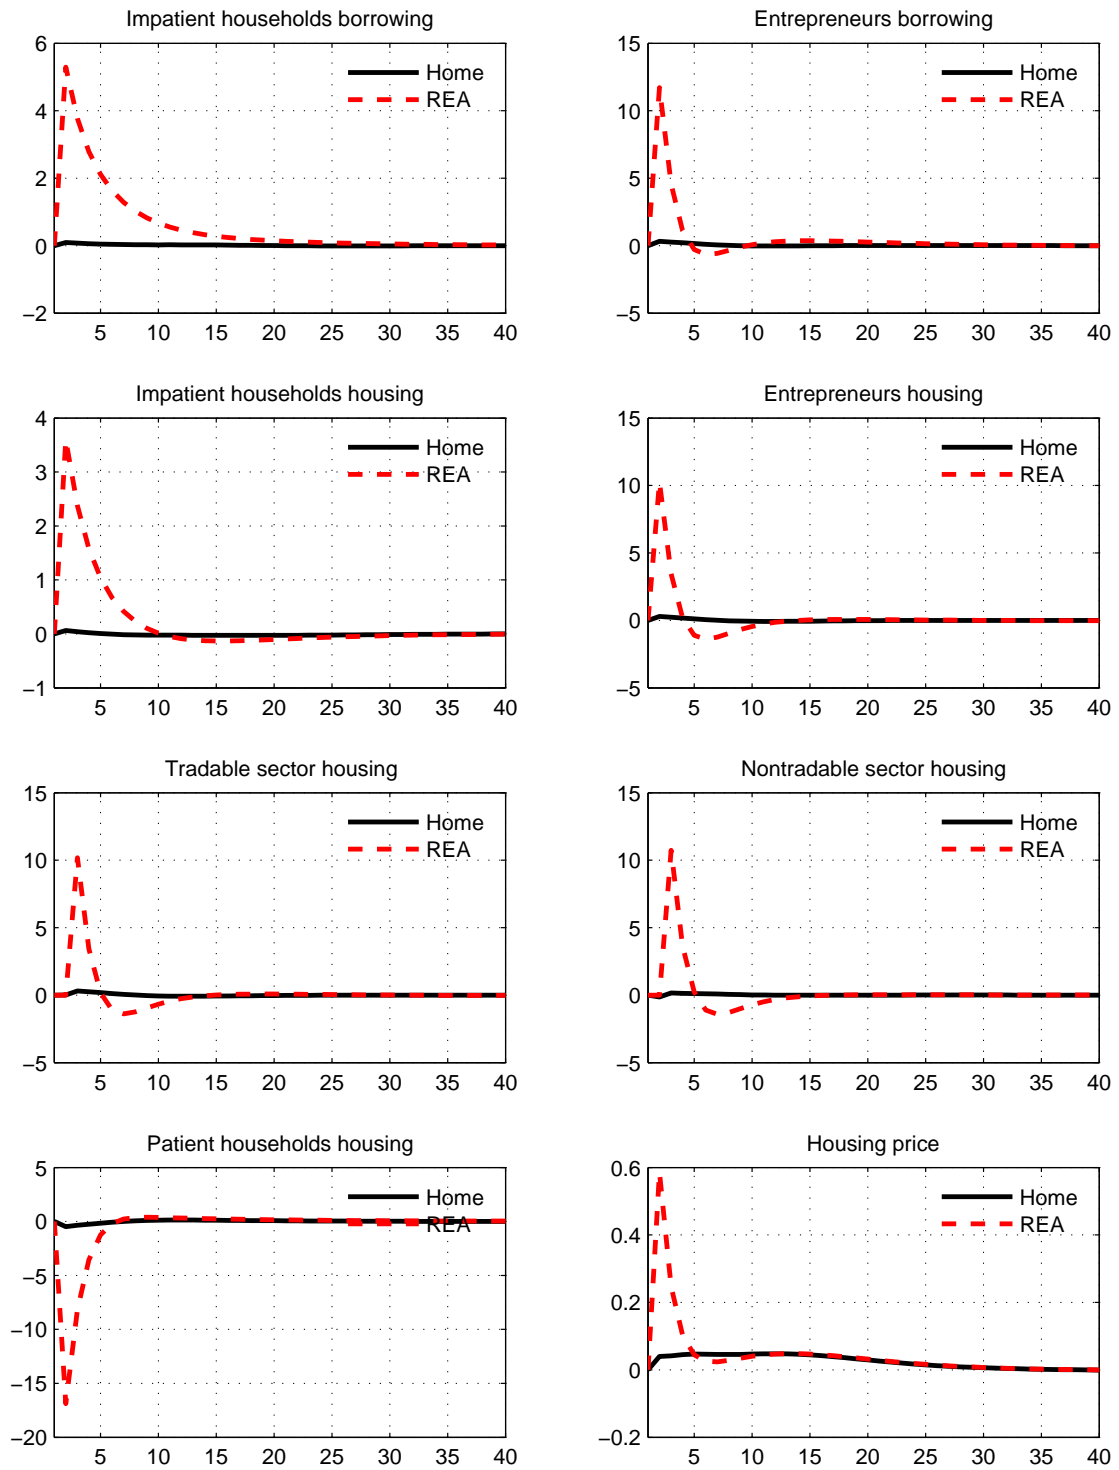 Impatient households borrowing
6
4
2
0
−2
Home
REA
5 10 15 20 25 30 35 40
Entrepreneurs borrowing
15
10
5
0
−5
Home
REA
5 10 15 20 25 30 35 40
Impatient households housing
4
3
2
1
0
−1
Home
REA
5 10 15 20 25 30 35 40
Entrepreneurs housing
15
10
5
0
−5
Home
REA
5 10 15 20 25 30 35 40
Tradable sector housing
15
10
5
0
−5
Home
REA
5 10 15 20 25 30 35 40
Nontradable sector housing
15
10
5
0
−5
Home
REA
5 10 15 20 25 30 35 40
Patient households housing
5
0
−5
−10
−15
−20
Home
REA
5 10 15 20 25 30 35 40
Housing price
0.6
0.4
0.2
0
−0.2
Home
REA
5 10 15 20 25 30 35 40